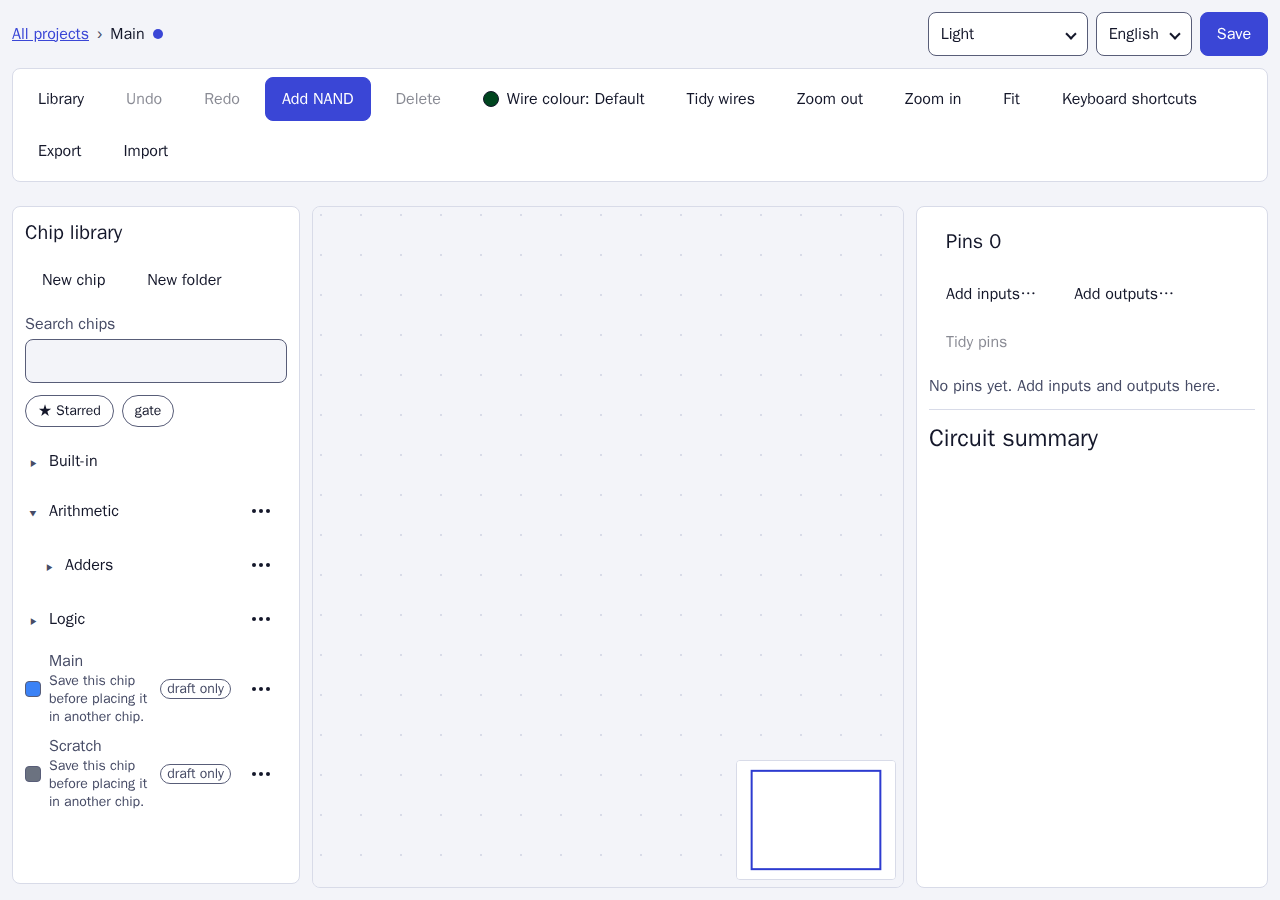 All projects › Main
Light
English
Save
Library
Undo
Redo
Add NAND
Delete
Wire colour: Default
Tidy wires
Zoom out
Zoom in
Fit
Keyboard shortcuts
Export
Import
Chip library
New chip
New folder
Search chips
★ Starred
gate
Built-in
Arithmetic
Adders
Logic
Main
Save this chip
before placing it
in another chip.
draft only
Scratch
Save this chip
before placing it
in another chip.
draft only
Pins 0
Add inputs…
Add outputs…
Tidy pins
No pins yet. Add inputs and outputs here.
Circuit summary